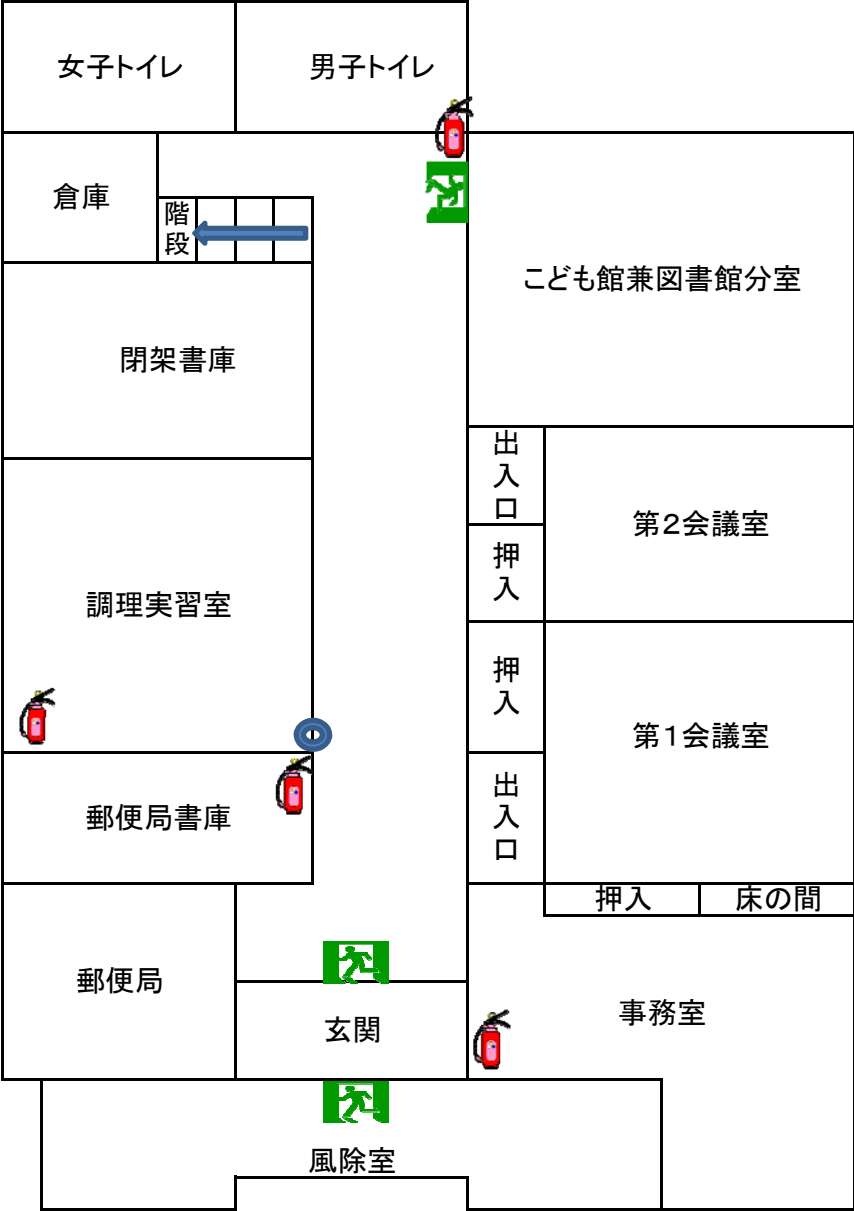 女子トイレ
男子トイレ
倉庫
階段
こども館兼図書館分室
閉架書庫
出入口
第2会議室
押入
調理実習室
押入
第1会議室
出入口
郵便局書庫
押入
床の間
郵便局
事務室
玄関
風除室